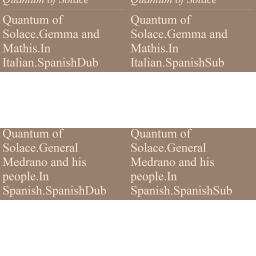 Quantum of Solace Quantum of Solace
Quantum of Quantum of
Solace.Gemma and Solace.Gemma and
Mathis.In Mathis.In
Italian.SpanishDub Italian.SpanishSub
Quantum of Quantum of
Solace.General Solace.General
Medrano and his Medrano and his
people.In people.In
Spanish.SpanishDub Spanish.SpanishSub